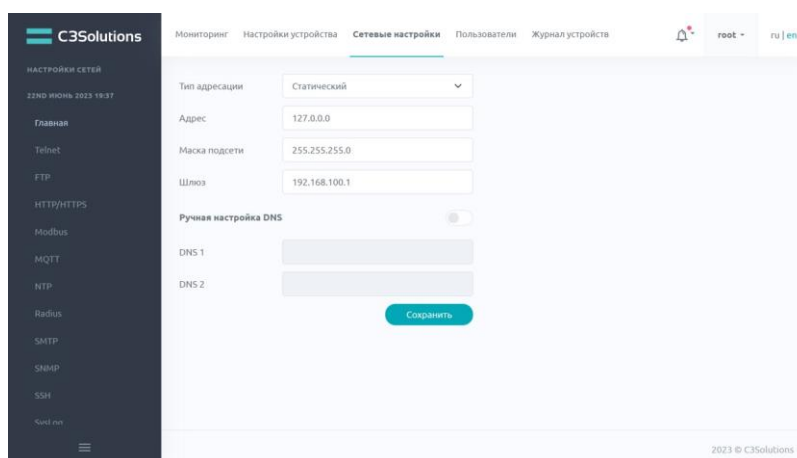 C3Solutions
Мониторинг Настройки устройства Сетевые настройки Пользователи Журнал устройств root ru | en
НАСТРОЙКИ СЕТЕЙ
22ND ИЮНЬ 2023 19:37
Главная
Telnet
FTP
HTTP/HTTPS
Modbus
MQTT
NTP
Radius
SMTP
SNMP
SSH
SysLog
Тип адресации Статический
Адрес 127.0.0.0
Маска подсети 255.255.255.0
Шлюз 192.168.100.1
Ручная настройка DNS
DNS 1
DNS 2
Сохранить
2023 © C3Solutions